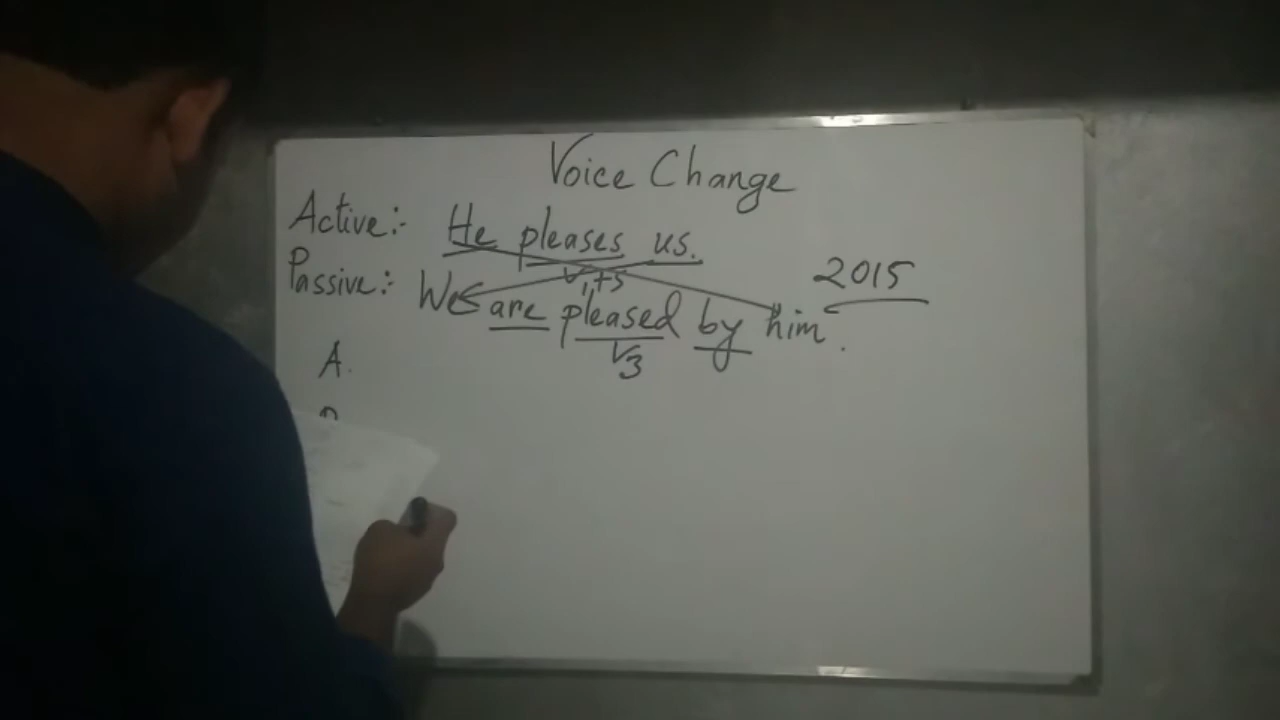 Voice Change
Active:- He pleases us.
V1+s
2015
Passive:- We are pleased by him.
V3
A.